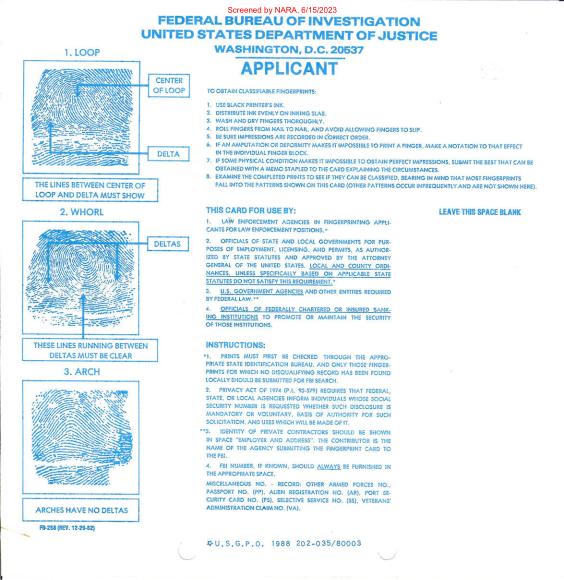 Screened by NARA, 6/15/2023
FEDERAL BUREAU OF INVESTIGATION
UNITED STATES DEPARTMENT OF JUSTICE
WASHINGTON, D.C. 20537
APPLICANT
1. LOOP
CENTER
OF LOOP
DELTA
THE LINES BETWEEN CENTER OF
LOOP AND DELTA MUST SHOW
2. WHORL
DELTAS
THESE LINES RUNNING BETWEEN
DELTAS MUST BE CLEAR
3. ARCH
ARCHES HAVE NO DELTAS
FD-258 (REV. 12-29-82)
TO OBTAIN CLASSIFIABLE FINGERPRINTS:
1. USE BLACK PRINTER'S INK.
2. DISTRIBUTE INK EVENLY ON INKING SLAB.
3. WASH AND DRY FINGERS THOROUGHLY.
4. ROLL FINGERS FROM NAIL TO NAIL, AND AVOID ALLOWING FINGERS TO SLIP.
5. BE SURE IMPRESSIONS ARE RECORDED IN CORRECT ORDER.
6. IF AN AMPUTATION OR DEFORMITY MAKES IT IMPOSSIBLE TO PRINT A FINGER, MAKE A NOTATION TO THAT EFFECT
IN THE INDIVIDUAL FINGER BLOCK.
7. IF SOME PHYSICAL CONDITION MAKES IT IMPOSSIBLE TO OBTAIN PERFECT IMPRESSIONS, SUBMIT THE BEST THAT CAN BE
OBTAINED WITH A MEMO STAPLED TO THE CARD EXPLAINING THE CIRCUMSTANCES.
8. EXAMINE THE COMPLETED PRINTS TO SEE IF THEY CAN BE CLASSIFIED, BEARING IN MIND THAT MOST FINGERPRINTS
FALL INTO THE PATTERNS SHOWN ON THIS CARD (OTHER PATTERNS OCCUR INFREQUENTLY AND ARE NOT SHOWN HERE).
THIS CARD FOR USE BY:
1. LAW ENFORCEMENT AGENCIES IN FINGERPRINTING APPLI-
CANTS FOR LAW ENFORCEMENT POSITIONS.*
2. OFFICIALS OF STATE AND LOCAL GOVERNMENTS FOR PUR-
POSES OF EMPLOYMENT, LICENSING, AND PERMITS, AS AUTHOR-
IZED BY STATE STATUTES AND APPROVED BY THE ATTORNEY
GENERAL OF THE UNITED STATES. LOCAL AND COUNTY ORDI-
NANCES, UNLESS SPECIFICALLY BASED ON APPLICABLE STATE
STATUTES DO NOT SATISFY THIS REQUIREMENT.*
3. U.S. GOVERNMENT AGENCIES AND OTHER ENTITIES REQUIRED
BY FEDERAL LAW.**
4. OFFICIALS OF FEDERALLY CHARTERED OR INSURED BANK-
ING INSTITUTIONS TO PROMOTE OR MAINTAIN THE SECURITY
OF THOSE INSTITUTIONS.
LEAVE THIS SPACE BLANK
INSTRUCTIONS:
*1. PRINTS MUST FIRST BE CHECKED THROUGH THE APPRO-
PRIATE STATE IDENTIFICATION BUREAU, AND ONLY THOSE FINGER-
PRINTS FOR WHICH NO DISQUALIFYING RECORD HAS BEEN FOUND
LOCALLY SHOULD BE SUBMITTED FOR FBI SEARCH.
2. PRIVACY ACT OF 1974 (P.L. 93-579) REQUIRES THAT FEDERAL,
STATE, OR LOCAL AGENCIES INFORM INDIVIDUALS WHOSE SOCIAL
SECURITY NUMBER IS REQUESTED WHETHER SUCH DISCLOSURE IS
MANDATORY OR VOLUNTARY, BASIS OF AUTHORITY FOR SUCH
SOLICITATION, AND USES WHICH WILL BE MADE OF IT.
**3. IDENTITY OF PRIVATE CONTRACTORS SHOULD BE SHOWN
IN SPACE "EMPLOYER AND ADDRESS". THE CONTRIBUTOR IS THE
NAME OF THE AGENCY SUBMITTING THE FINGERPRINT CARD TO
THE FBI.
4. FBI NUMBER, IF KNOWN, SHOULD ALWAYS BE FURNISHED IN
THE APPROPRIATE SPACE.
MISCELLANEOUS NO. - RECORD: OTHER ARMED FORCES NO.,
PASSPORT NO. (PP), ALIEN REGISTRATION NO. (AR), PORT SE-
CURITY CARD NO. (PS), SELECTIVE SERVICE NO. (SS), VETERANS'
ADMINISTRATION CLAIM NO. (VA).
☆U.S.G.P.O. 1988 202-035/80003